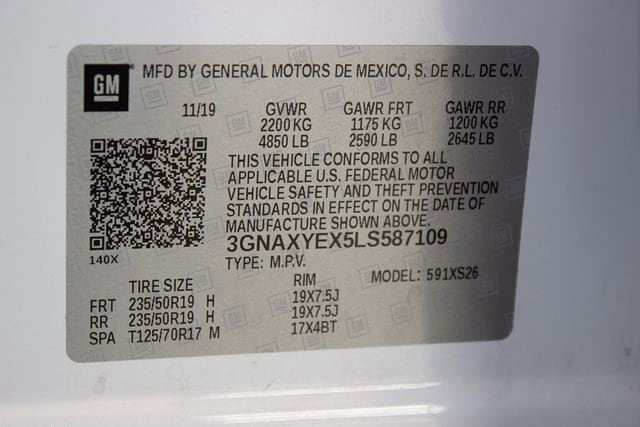 GM MFD BY GENERAL MOTORS DE MEXICO, S. DE R.L. DE C.V.
11/19 GVWR GAWR FRT GAWR RR
2200 KG 1175 KG 1200 KG
4850 LB 2590 LB 2645 LB
THIS VEHICLE CONFORMS TO ALL
APPLICABLE U.S. FEDERAL MOTOR
VEHICLE SAFETY AND THEFT PREVENTION
STANDARDS IN EFFECT ON THE DATE OF
MANUFACTURE SHOWN ABOVE.
3GNAXYEX5LS587109
140X TYPE: M.P.V. MODEL: 591XS26
TIRE SIZE RIM
FRT 235/50R19 H 19X7.5J
RR 235/50R19 H 19X7.5J
SPA T125/70R17 M 17X4BT